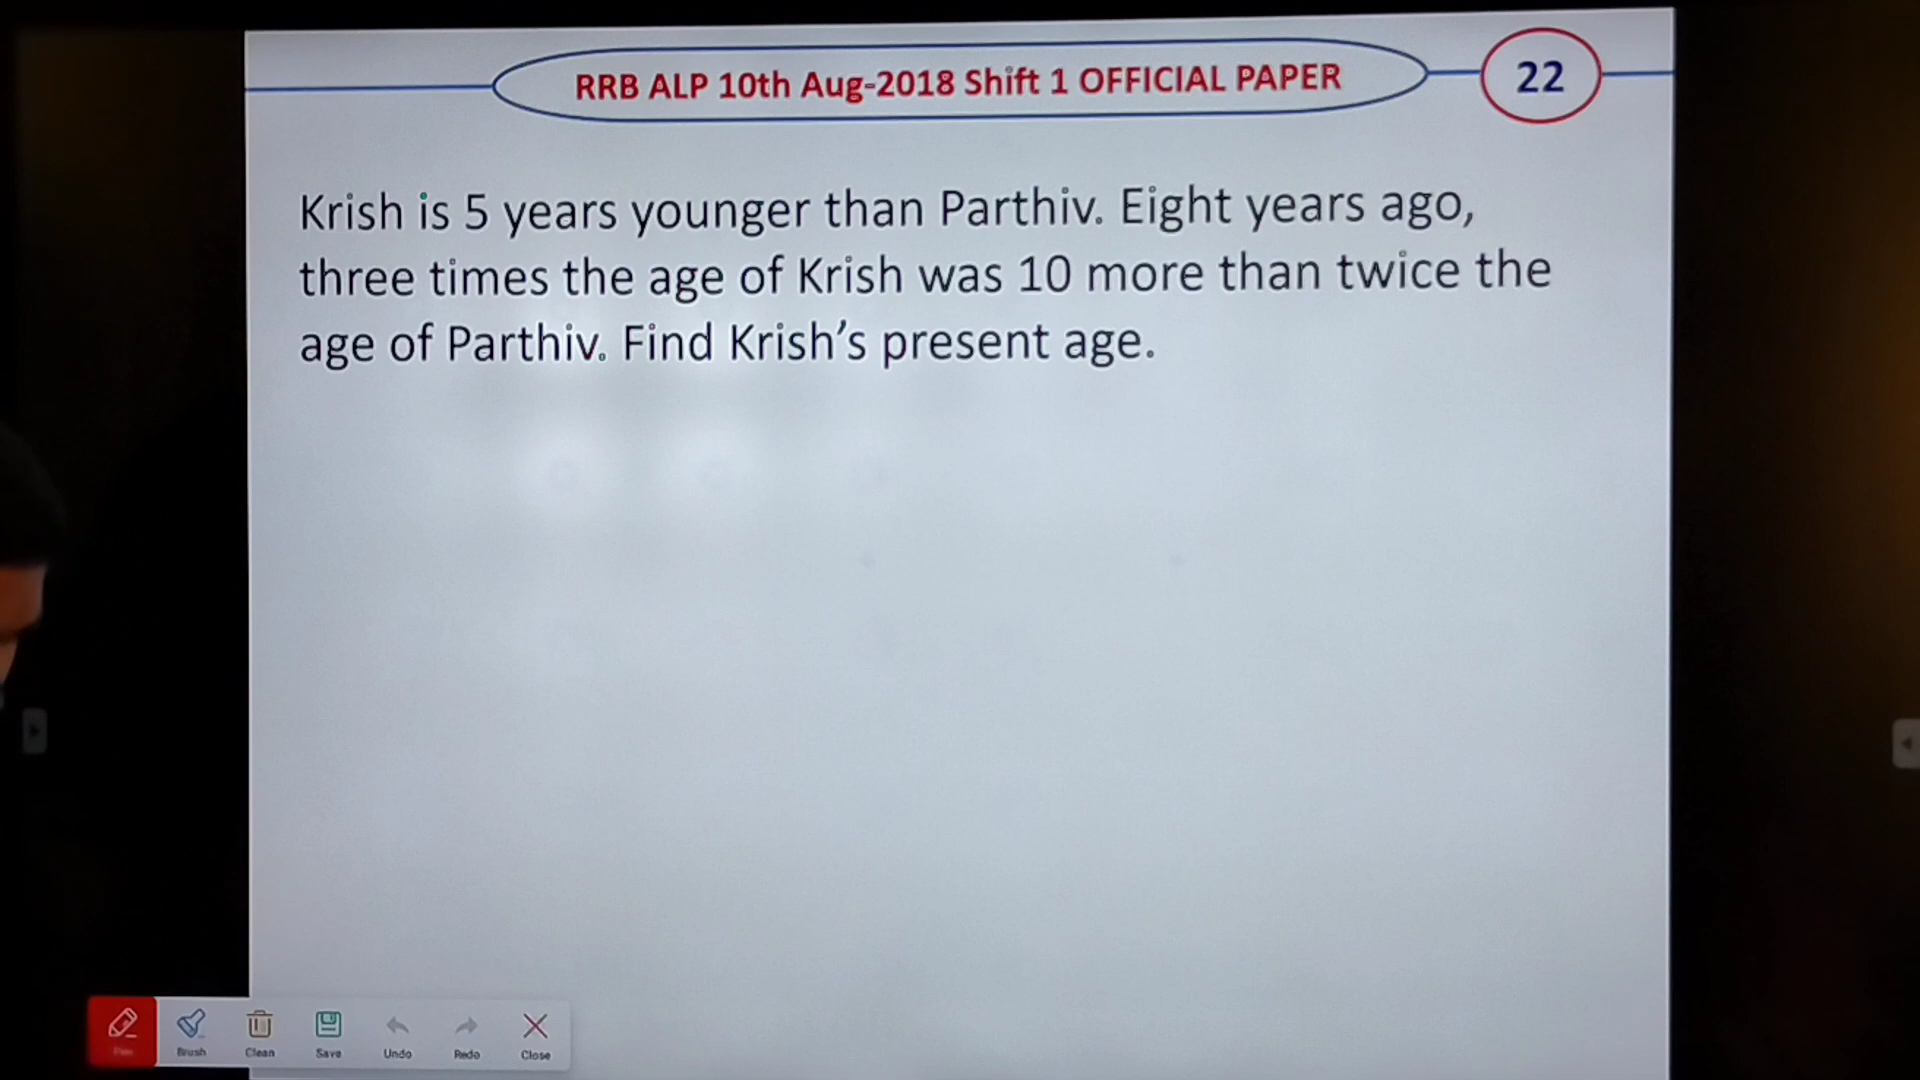 RRB ALP 10th Aug-2018 Shift 1 OFFICIAL PAPER
22
Krish is 5 years younger than Parthiv. Eight years ago,
three times the age of Krish was 10 more than twice the
age of Parthiv. Find Krish’s present age.
Pen
Brush
Clean
Save
Undo
Redo
Close